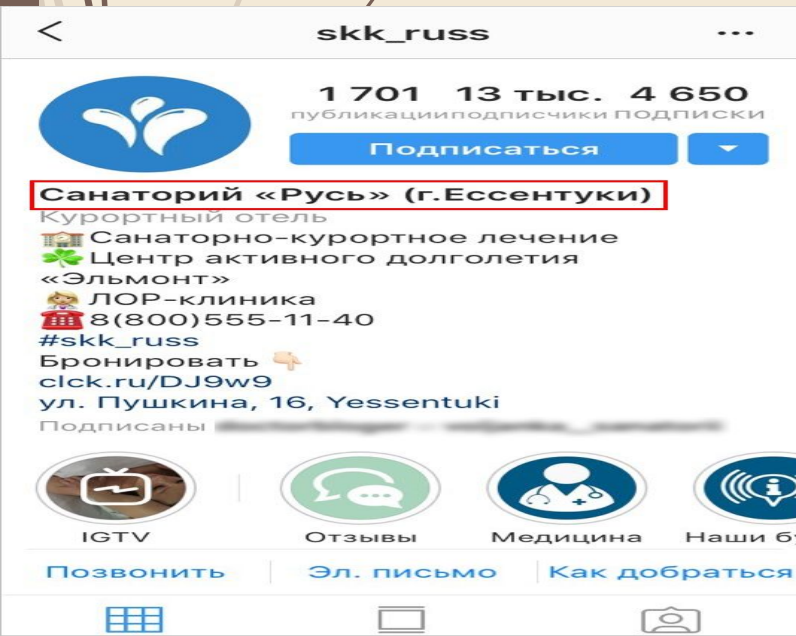 skk_russ
1 701 13 тыс. 4 650
публикации подписчики подписки
Подписаться
Санаторий «Русь» (г.Ессентуки)
Курортный отель
Санаторно-курортное лечение
Центр активного долголетия
«Эльмонт»
ЛОР-клиника
8(800)555-11-40
#skk_russ
Бронировать
clck.ru/DJ9w9
ул. Пушкина, 16, Yessentuki
Подписаны
IGTV Отзывы Медицина Наши
Позвонить Эл. письмо Как добраться